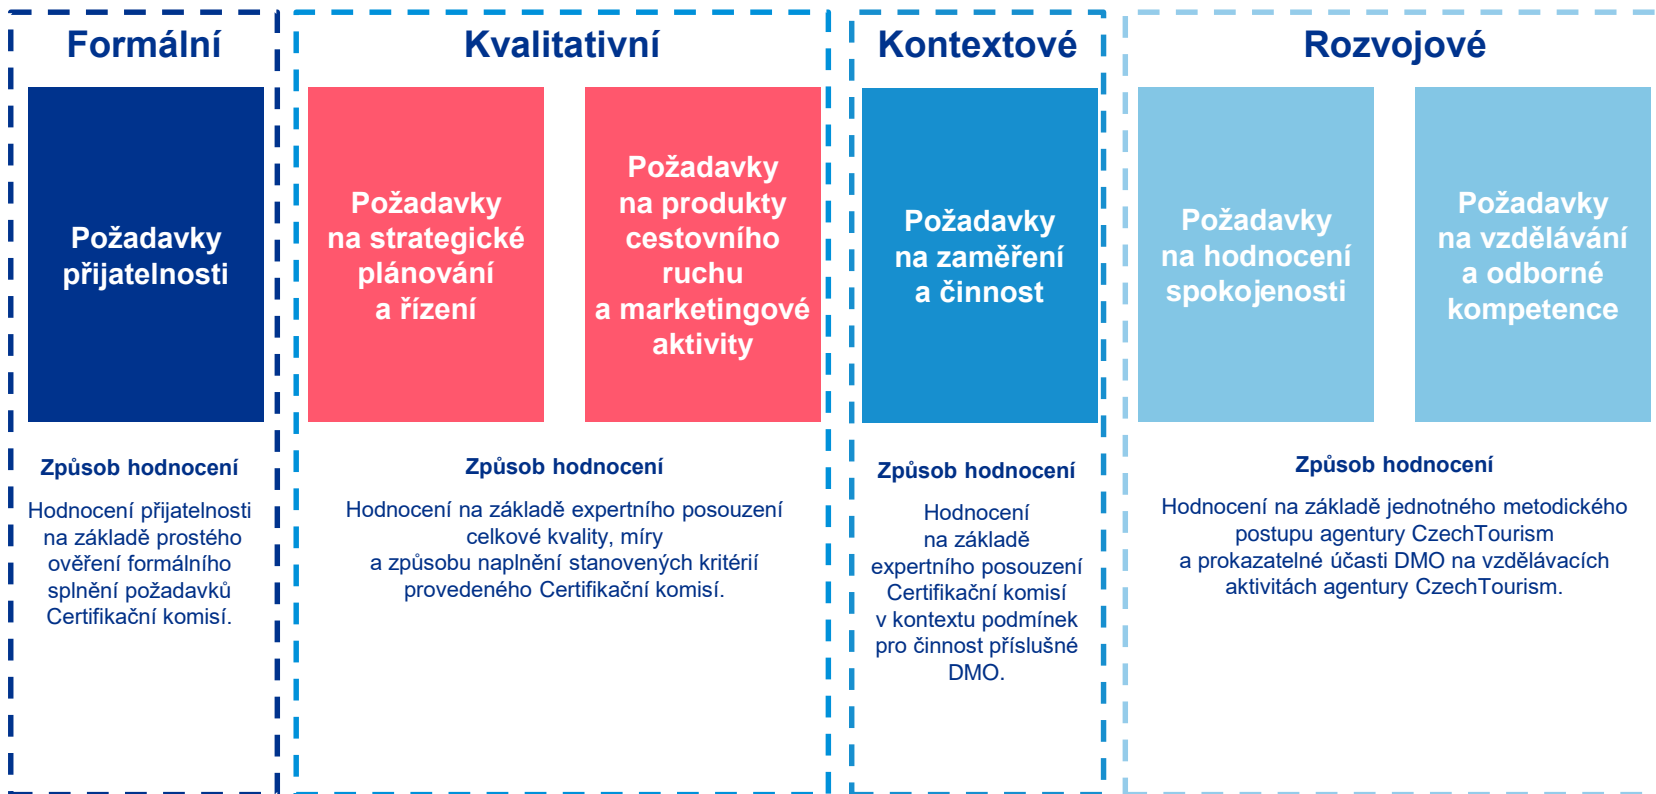 Formální
Požadavky
přijatelnosti
Způsob hodnocení
Hodnocení přijatelnosti
na základě prostého
ověření formálního
splnění požadavků
Certifikační komisí.
Kvalitativní
Požadavky
na strategické
plánování
a řízení
Požadavky
na produkty
cestovního
ruchu
a marketingové
aktivity
Způsob hodnocení
Hodnocení na základě expertního posouzení
celkové kvality, míry
a způsobu naplnění stanovených kritérií
provedeného Certifikační komisí.
Kontextové
Požadavky
na zaměření
a činnost
Způsob hodnocení
Hodnocení
na základě
expertního posouzení
Certifikační komisí
v kontextu podmínek
pro činnost příslušné
DMO.
Rozvojové
Požadavky
na hodnocení
spokojenosti
Požadavky
na vzdělávání
a odborné
kompetence
Způsob hodnocení
Hodnocení na základě jednotného metodického
postupu agentury CzechTourism
a prokazatelné účasti DMO na vzdělávacích
aktivitách agentury CzechTourism.